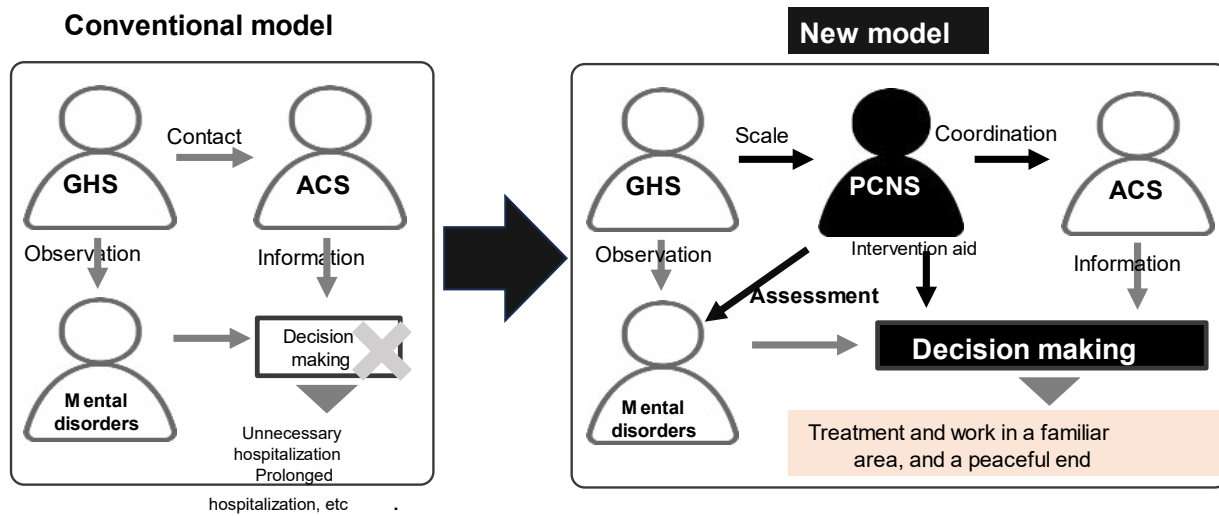 Conventional model
Contact
GHS
ACS
Observation
Information
Decision
making
Mental
disorders
Unnecessary
hospitalization
Prolonged
hospitalization, etc .
New model
Scale
Coordination
GHS
PCNS
ACS
Observation
Intervention aid
Information
Assessment
Decision making
Mental
disorders
Treatment and work in a familiar
area, and a peaceful end